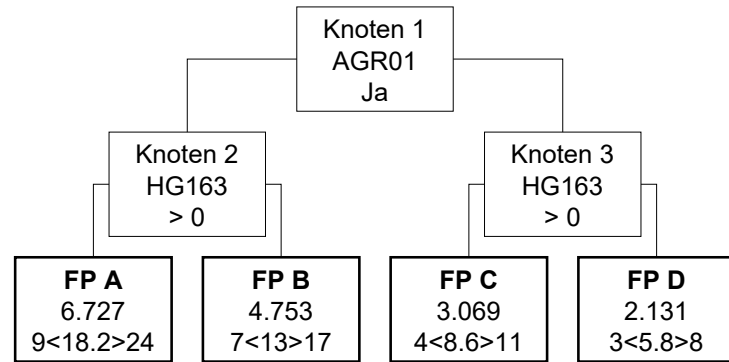 Knoten 1
AGR01
Ja
Knoten 2
HG163
> 0
Knoten 3
HG163
> 0
FP A
6.727
9<18.2>24
FP B
4.753
7<13>17
FP C
3.069
4<8.6>11
FP D
2.131
3<5.8>8